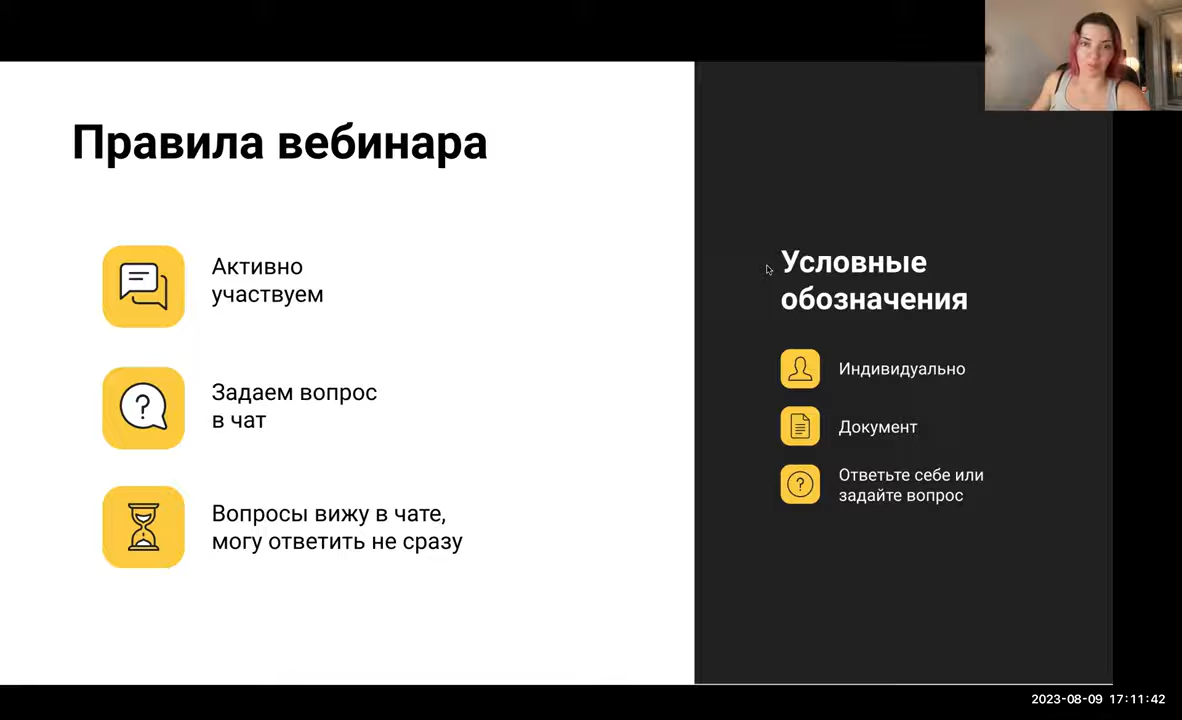 Правила вебинара
Активно
участвуем
Задаем вопрос
в чат
Вопросы вижу в чате,
могу ответить не сразу
Условные
обозначения
Индивидуально
Документ
Ответьте себе или
задайте вопрос
2023-08-09 17:11:42